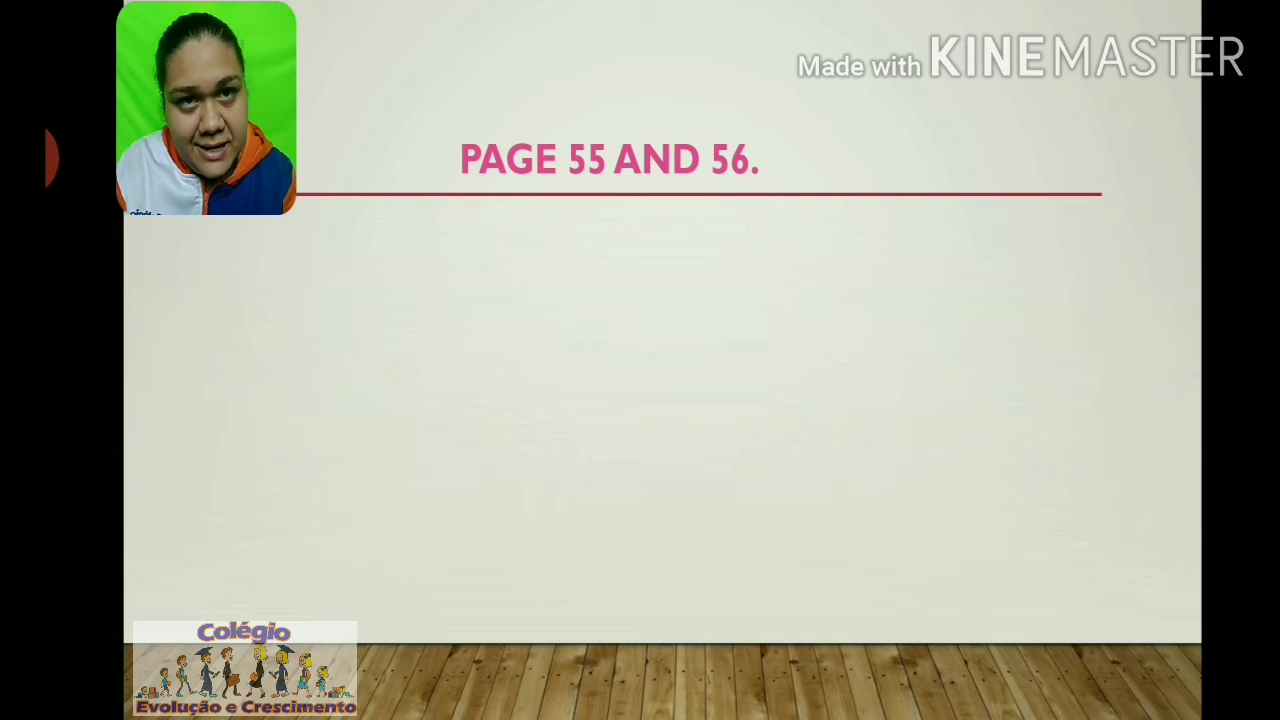 Made with KINEMASTER
PAGE 55 AND 56.
Colégio
Evolução e Crescimento